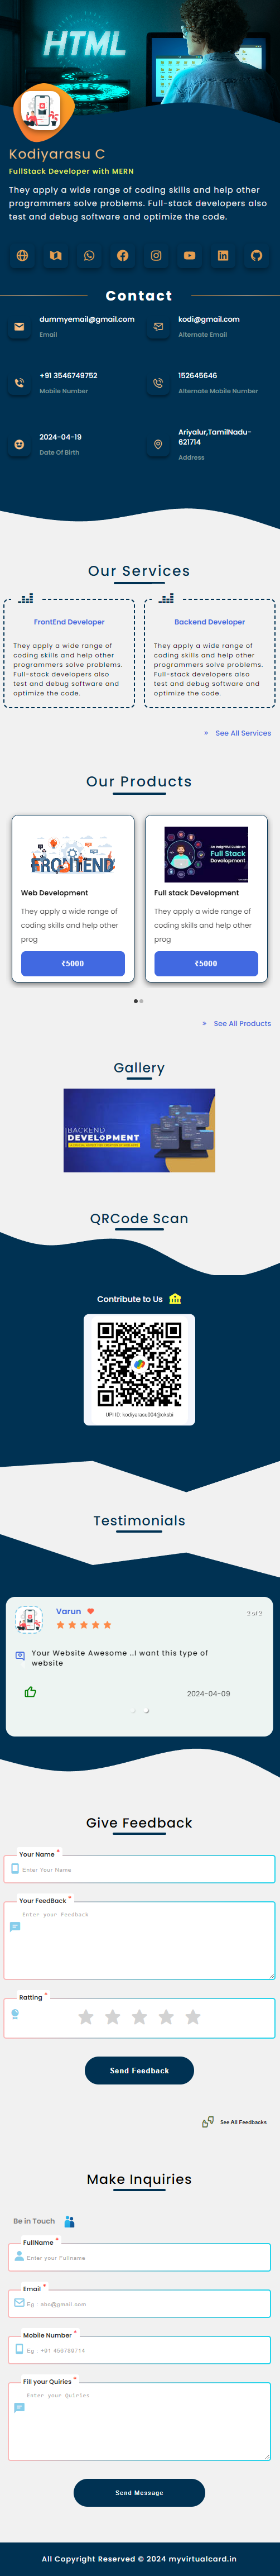 HTML
Kodiyarasu C
FullStack Developer with MERN
They apply a wide range of coding skills and help other
programmers solve problems. Full-stack developers also
test and debug software and optimize the code.
Contact
dummyemail@gmail.com
Email
kodi@gmail.com
Alternate Email
+91 3546749752
Mobile Number
152645646
Alternate Mobile Number
2024-04-19
Date Of Birth
Ariyalur,TamilNadu-
621714
Address
Our Services
FrontEnd Developer
They apply a wide range of
coding skills and help other
programmers solve problems.
Full-stack developers also
test and debug software and
optimize the code.
Backend Developer
They apply a wide range of
coding skills and help other
programmers solve problems.
Full-stack developers also
test and debug software and
optimize the code.
» See All Services
Our Products
FRONTEND
Web Development
They apply a wide range of
coding skills and help other
prog
₹5000
Full Stack
Development
Full stack Development
They apply a wide range of
coding skills and help other
prog
₹5000
» See All Products
Gallery
BACKEND
DEVELOPMENT
QRCode Scan
Contribute to Us
UPI ID: kodiyarasu004@oksbi
Testimonials
Varun
2 of 2
Your Website Awesome ..I want this type of
website
2024-04-09
Give Feedback
Your Name *
Enter Your Name
Your FeedBack *
Enter your Feedback
Ratting *
Send Feedback
See All Feedbacks
Make Inquiries
Be in Touch
FullName *
Enter your Fullname
Email *
Eg : abc@gmail.com
Mobile Number *
Eg : +91 456789714
Fill your Quiries *
Enter your Quiries
Send Message
All Copyright Reserved © 2024 myvirtualcard.in